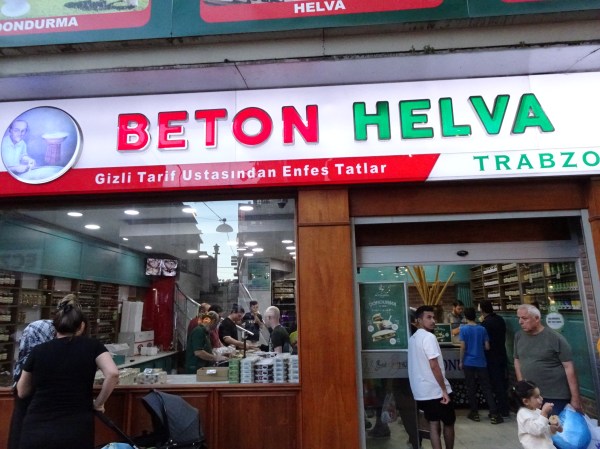 DONDURMA
HELVA
BETON HELVA
Gizli Tarif Ustasından Enfes Tatlar
TRABZO